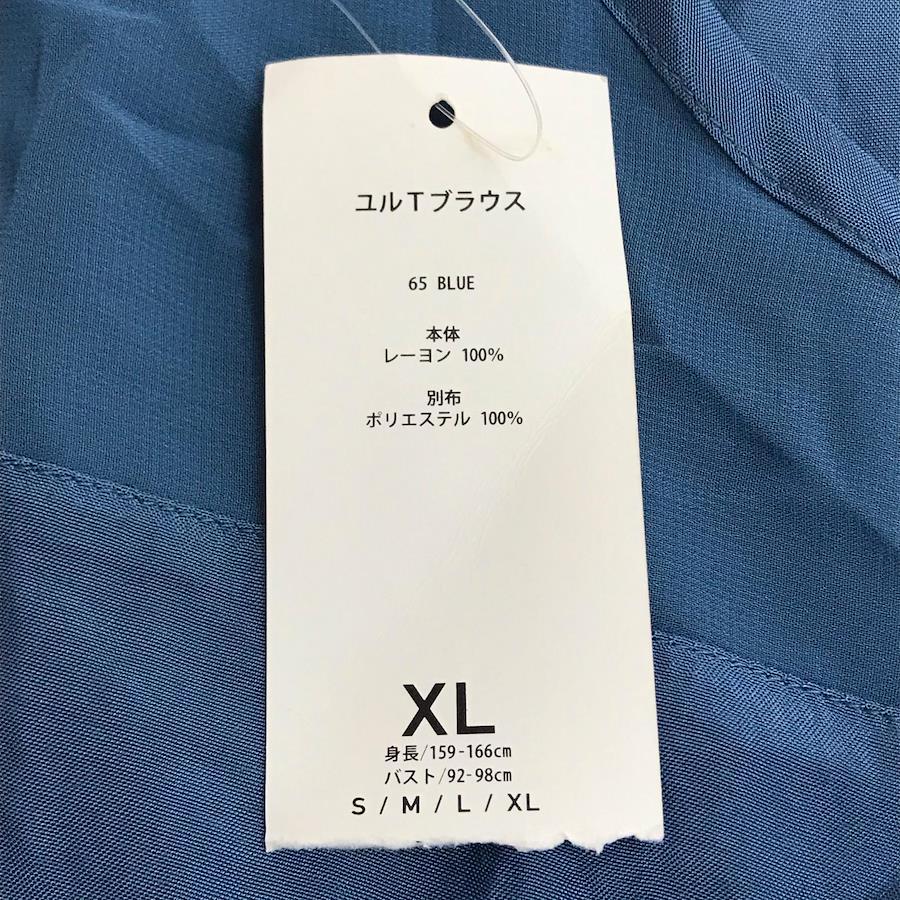 ユルTブラウス
65 BLUE
本体
レーヨン 100%
別布
ポリエステル 100%
XL
身長/159-166cm
バスト/92-98cm
S / M / L / XL